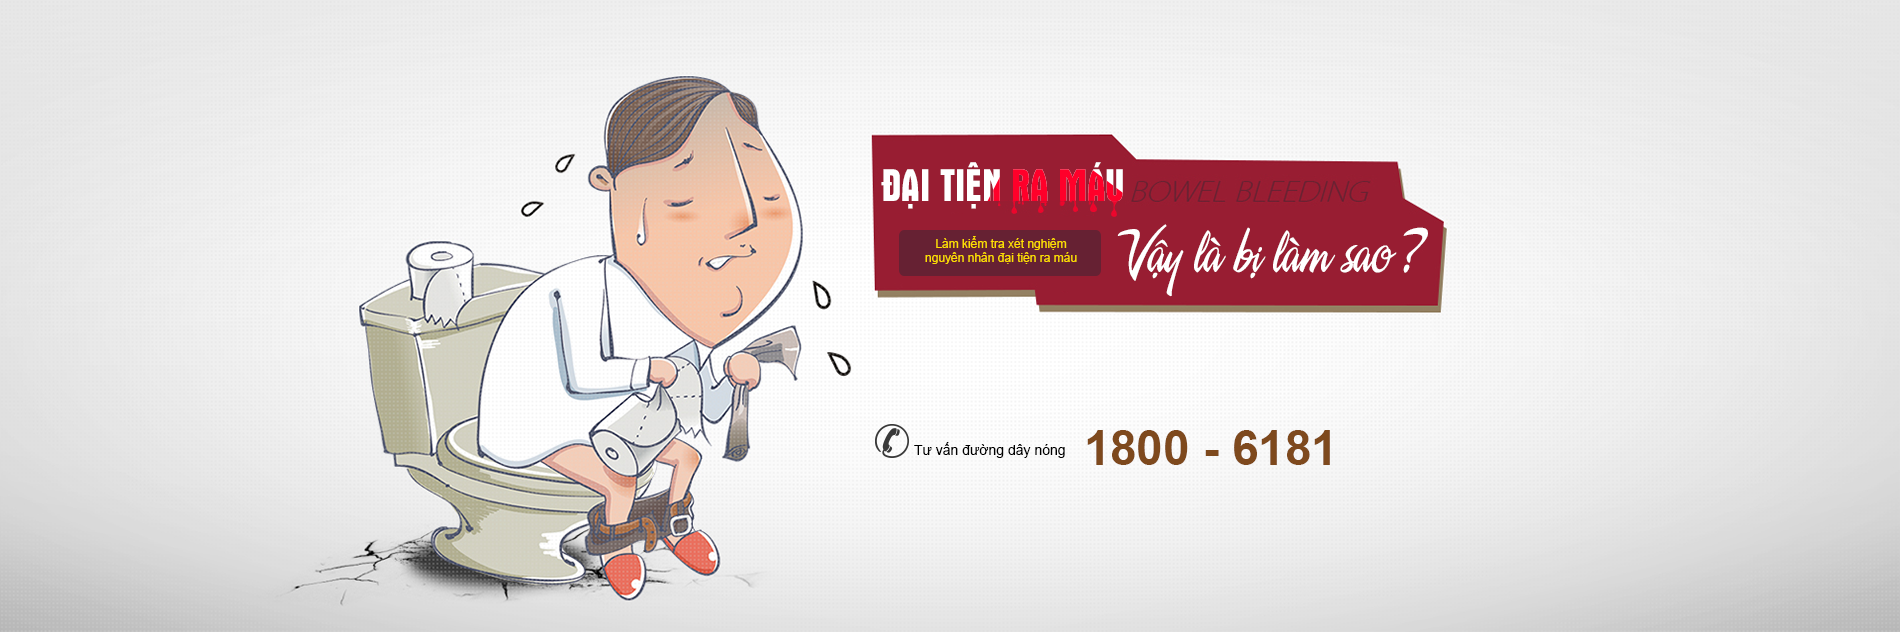 ĐẠI TIỆN RA MÁU BOWEL BLEEDING
Làm kiểm tra xét nghiệm
nguyên nhân đại tiện ra máu
Vậy là bị làm sao?
Tư vấn đường dây nóng 1800 - 6181